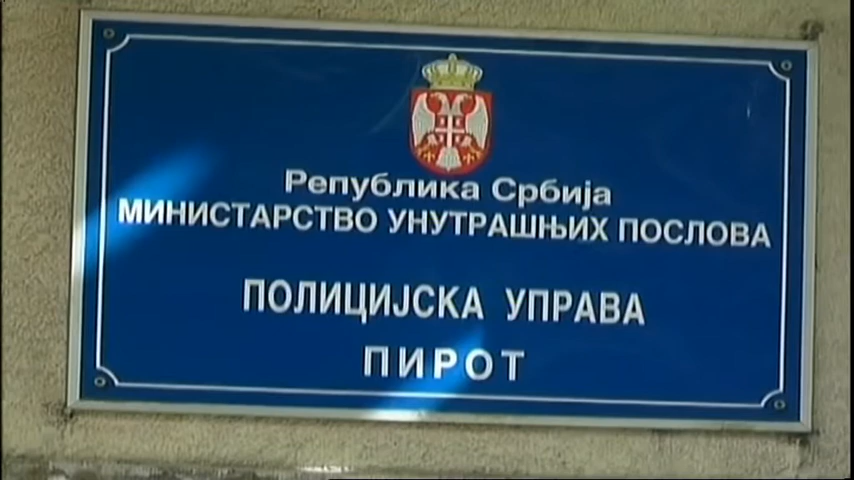 Република Србија
МИНИСТАРСТВО УНУТРАШЊИХ ПОСЛОВА
ПОЛИЦИЈСКА УПРАВА
ПИРОТ